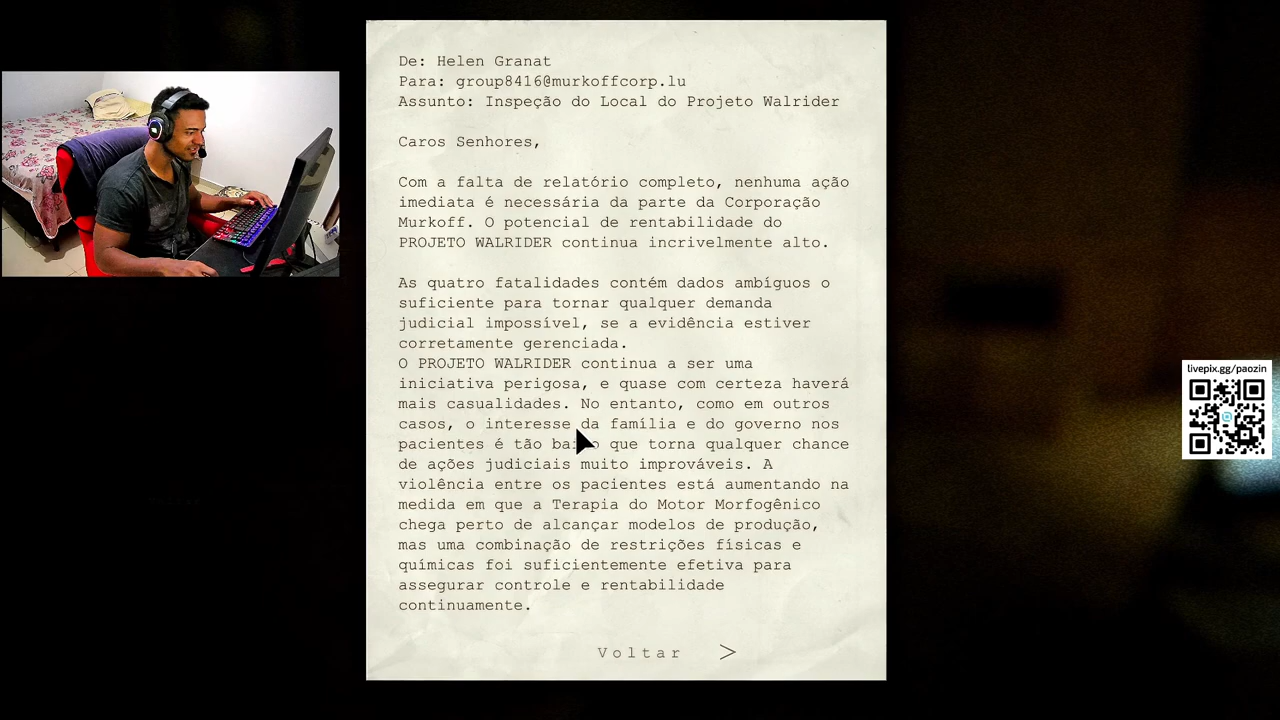 De: Helen Granat
Para: group8416@murkoffcorp.lu
Assunto: Inspeção do Local do Projeto Walrider
Caros Senhores,
Com a falta de relatório completo, nenhuma ação
imediata é necessária da parte da Corporação
Murkoff. O potencial de rentabilidade do
PROJETO WALRIDER continua incrivelmente alto.
As quatro fatalidades contém dados ambíguos o
suficiente para tornar qualquer demanda
judicial impossível, se a evidência estiver
corretamente gerenciada.
O PROJETO WALRIDER continua a ser uma
iniciativa perigosa, e quase com certeza haverá
mais casualidades. No entanto, como em outros
casos, o interesse da família e do governo nos
pacientes é tão que torna qualquer chance
de ações judiciais muito improváveis. A
violência entre os pacientes está aumentando na
medida em que a Terapia do Motor Morfogênico
chega perto de alcançar modelos de produção,
mas uma combinação de restrições físicas e
químicas foi suficientemente efetiva para
assegurar controle e rentabilidade
continuamente.
Voltar >
livepix.gg/paozin